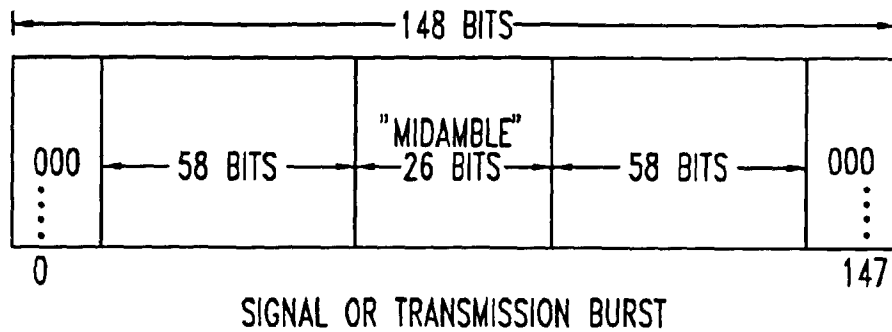 148 BITS
"MIDAMBLE"
000 58 BITS 26 BITS 58 BITS 000
0 147
SIGNAL OR TRANSMISSION BURST